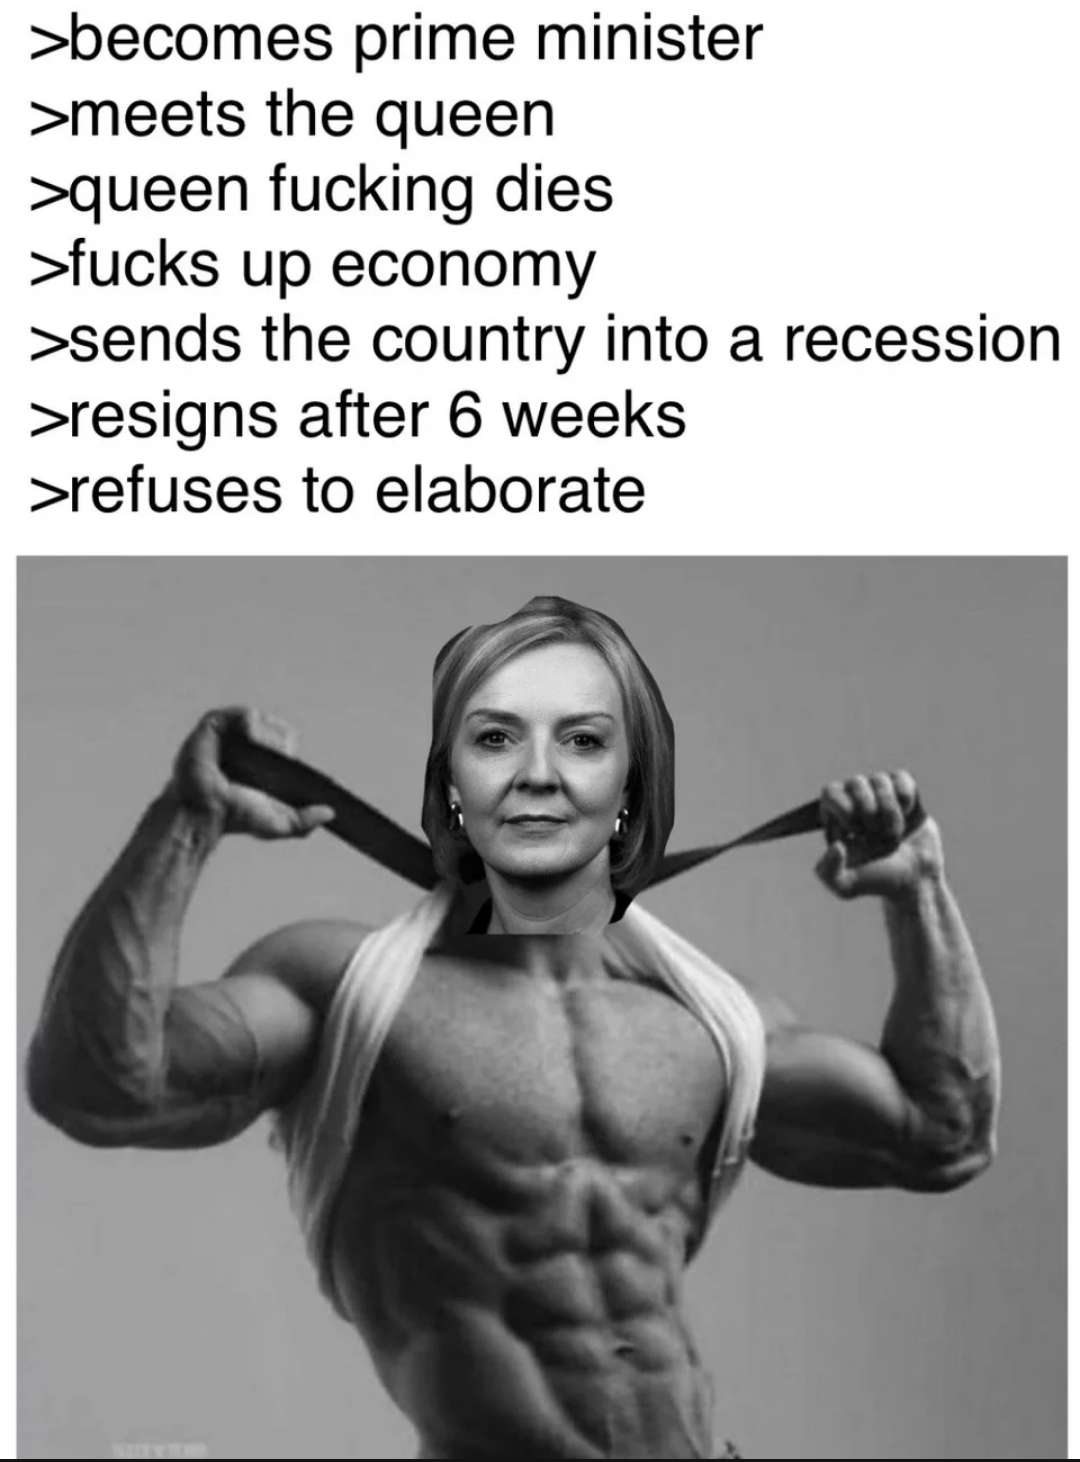 >becomes prime minister
>meets the queen
>queen fucking dies
>fucks up economy
>sends the country into a recession
>resigns after 6 weeks
>refuses to elaborate